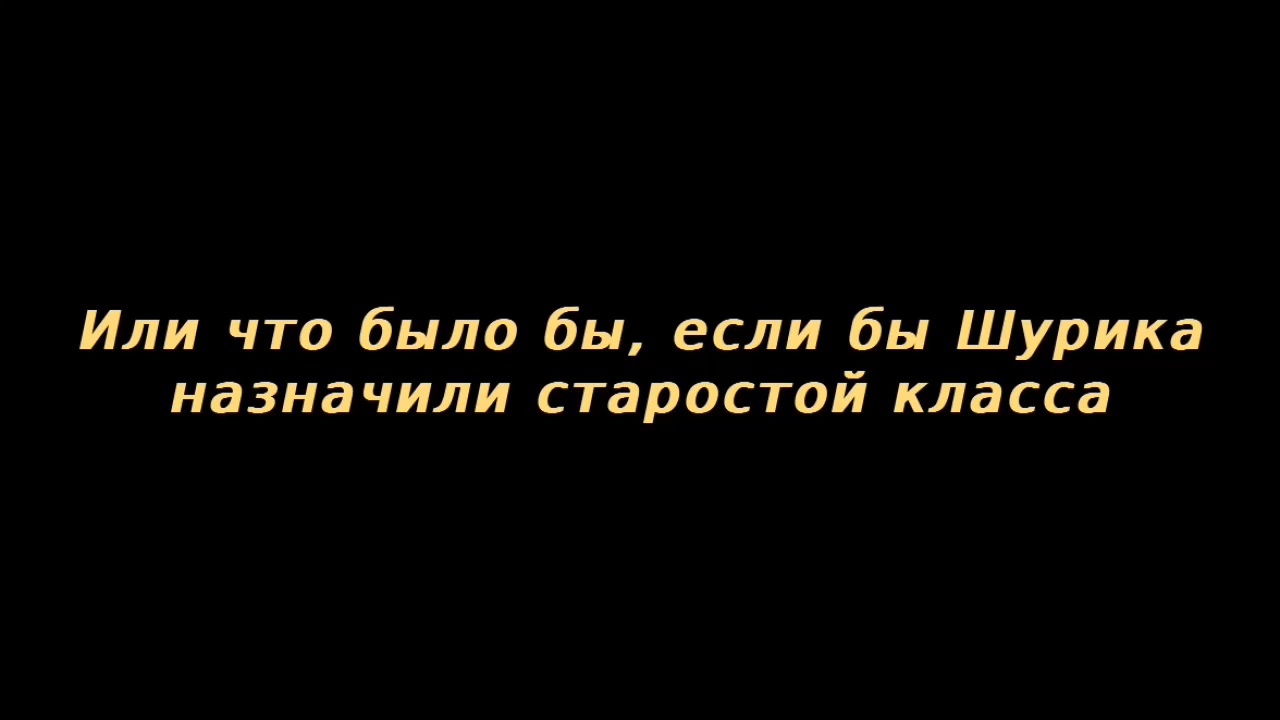 Или что было бы, если бы Шурика
назначили старостой класса